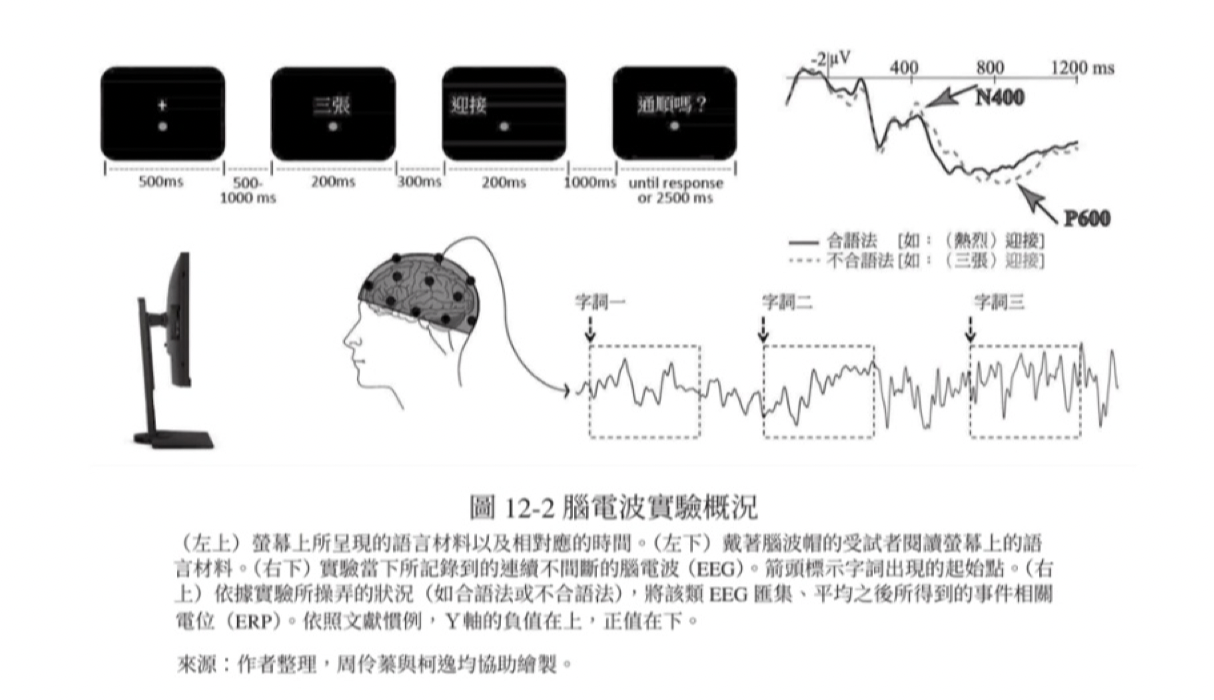 +
三張
迎接
通順嗎？
500ms
500-
1000 ms
200ms
300ms
200ms
1000ms
until response
or 2500 ms
-2 μV
400
800
1200 ms
N400
P600
合語法 [如：（熱烈）迎接]
不合語法[如：（三張）迎接]
字詞一
字詞二
字詞三
圖 12-2 腦電波實驗概況
（左上）螢幕上所呈現的語言材料以及相對應的時間。（左下）戴著腦波帽的受試者閱讀螢幕上的語
言材料。（右下）實驗當下所記錄到的連續不間斷的腦電波（EEG）。箭頭標示字詞出現的起始點。（右
上）依據實驗所操弄的狀況（如合語法或不合語法），將該類 EEG 匯集、平均之後所得到的事件相關
電位（ERP）。依照文獻慣例，Y軸的負值在上，正值在下。
來源：作者整理，周伶蓁與柯逸均協助繪製。